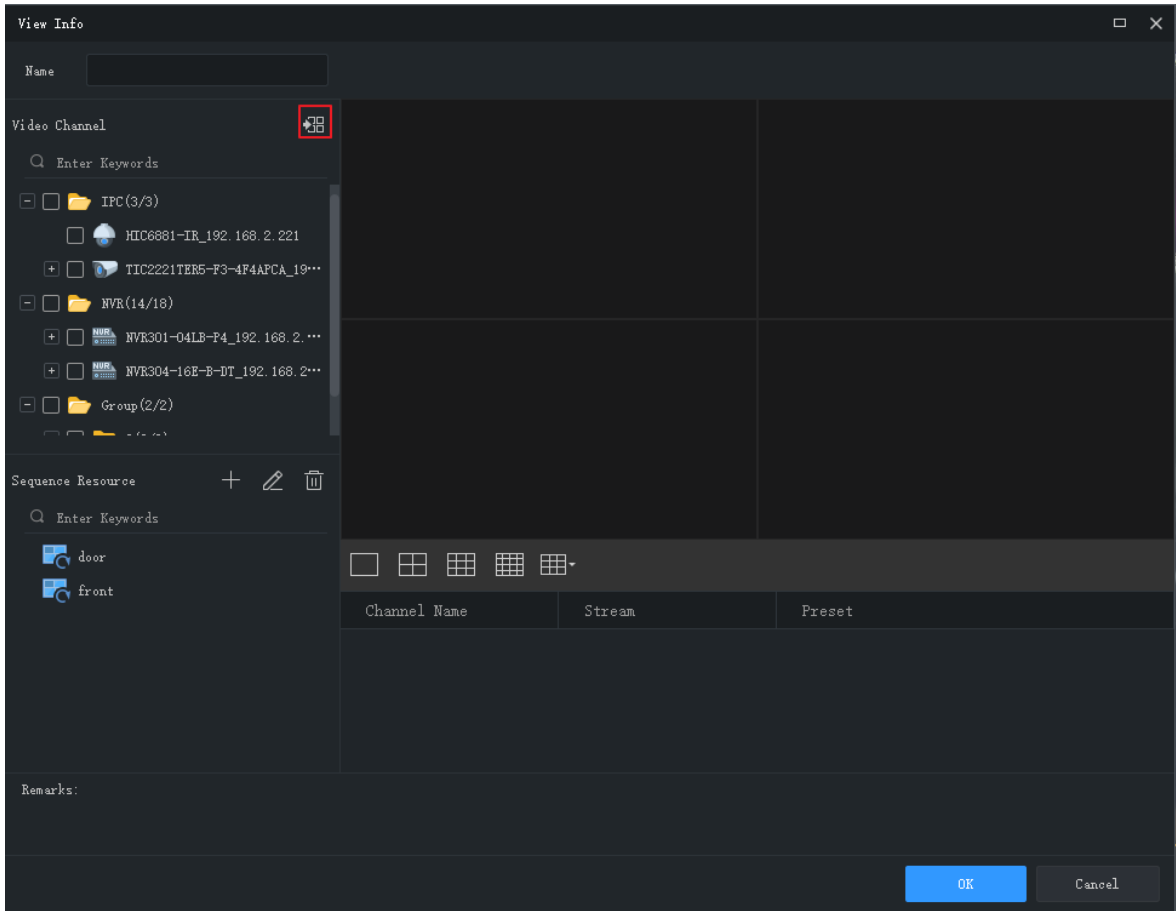 View Info
Name
Video Channel
Enter Keywords
IPC(3/3)
HIC6881-IR_192.168.2.221
TIC2221TER5-F3-4F4APCA_19···
NVR(14/18)
NVR301-04LB-P4_192.168.2.···
NVR304-16E-B-DT_192.168.2···
Group(2/2)
Sequence Resource
Enter Keywords
door
front
Channel Name Stream Preset
Remarks:
OK Cancel